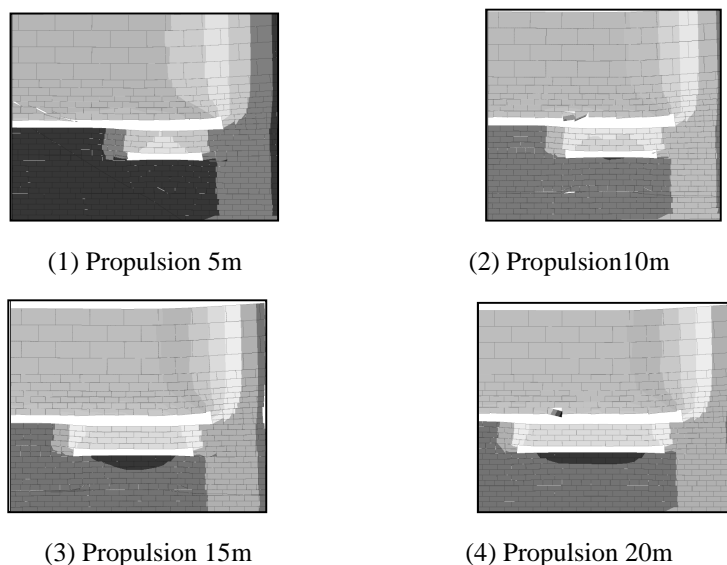 (1) Propulsion 5m
(2) Propulsion10m
(3) Propulsion 15m
(4) Propulsion 20m